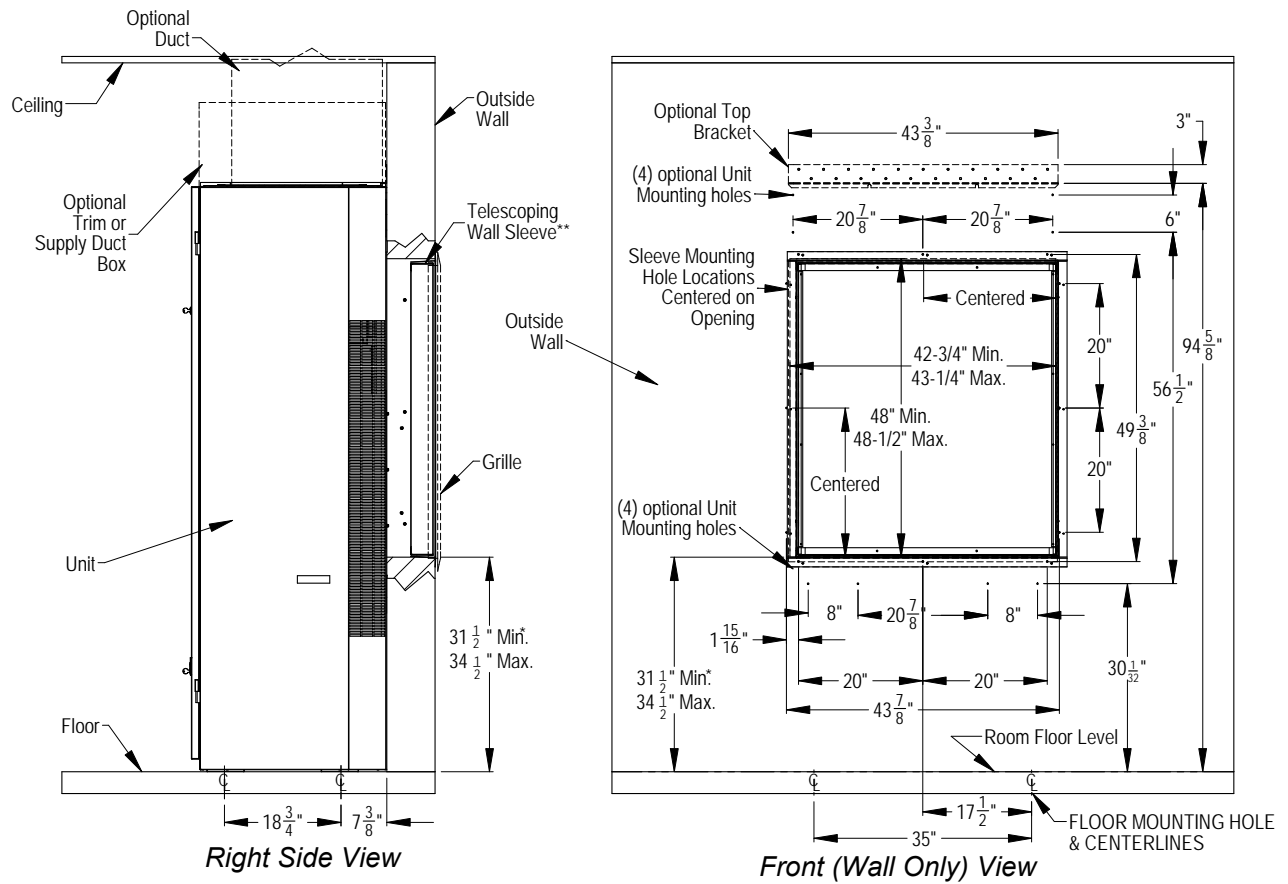 Optional
Duct
Ceiling
Outside
Wall
Optional
Trim or
Supply Duct
Box
Telescoping
Wall Sleeve**
Grille
Unit
31 1/2" Min.*
34 1/2" Max.
Floor
C
L
C
L
18 3/4"
7 3/8"
Right Side View
Optional Top
Bracket
43 3/8"
3"
(4) optional Unit
Mounting holes
20 7/8"
20 7/8"
6"
Sleeve Mounting
Hole Locations
Centered on
Opening
Centered
Outside
Wall
42-3/4" Min.
43-1/4" Max.
20"
94 5/8"
56 1/2"
48" Min.
48-1/2" Max.
49 3/8"
20"
Centered
(4) optional Unit
Mounting holes
8"
20 7/8"
8"
1 15/16"
31 1/2" Min.*
34 1/2" Max.
20"
20"
30 1/32"
43 7/8"
Room Floor Level
C
L
C
L
17 1/2"
35"
FLOOR MOUNTING HOLE
& CENTERLINES
Front (Wall Only) View